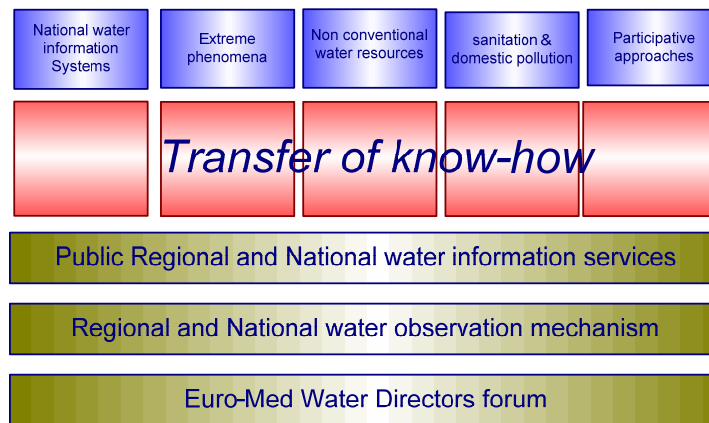 National water
information
Systems
Extreme
phenomena
Non conventional
water resources
sanitation &
domestic pollution
Participative
approaches
Transfer of know-how
Public Regional and National water information services
Regional and National water observation mechanism
Euro-Med Water Directors forum